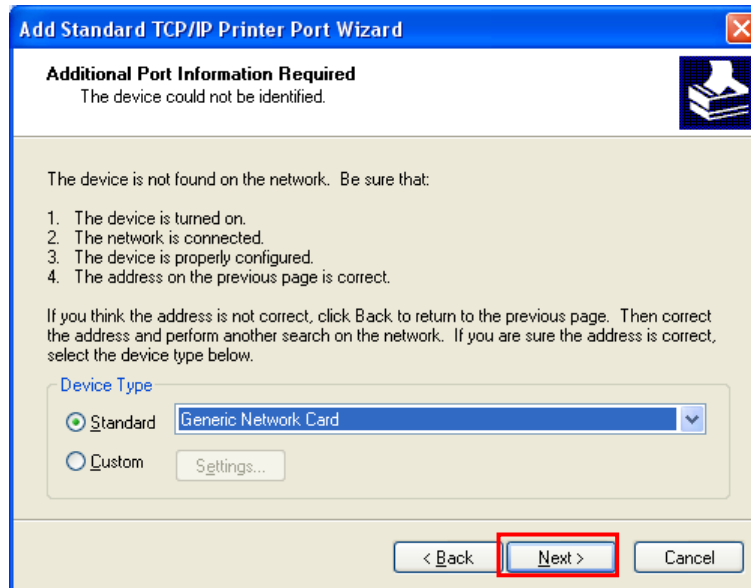 Add Standard TCP/IP Printer Port Wizard
Additional Port Information Required
The device could not be identified.
The device is not found on the network. Be sure that:
1. The device is turned on.
2. The network is connected.
3. The device is properly configured.
4. The address on the previous page is correct.
If you think the address is not correct, click Back to return to the previous page. Then correct
the address and perform another search on the network. If you are sure the address is correct,
select the device type below.
Device Type
Standard Generic Network Card
Custom Settings...
< Back Next > Cancel